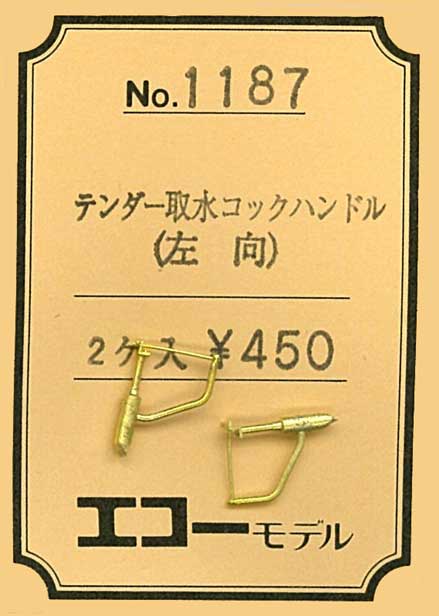 No.1187
テンダー取水コックハンドル
(左 向)
2ケ入 ¥450
エコーモデル